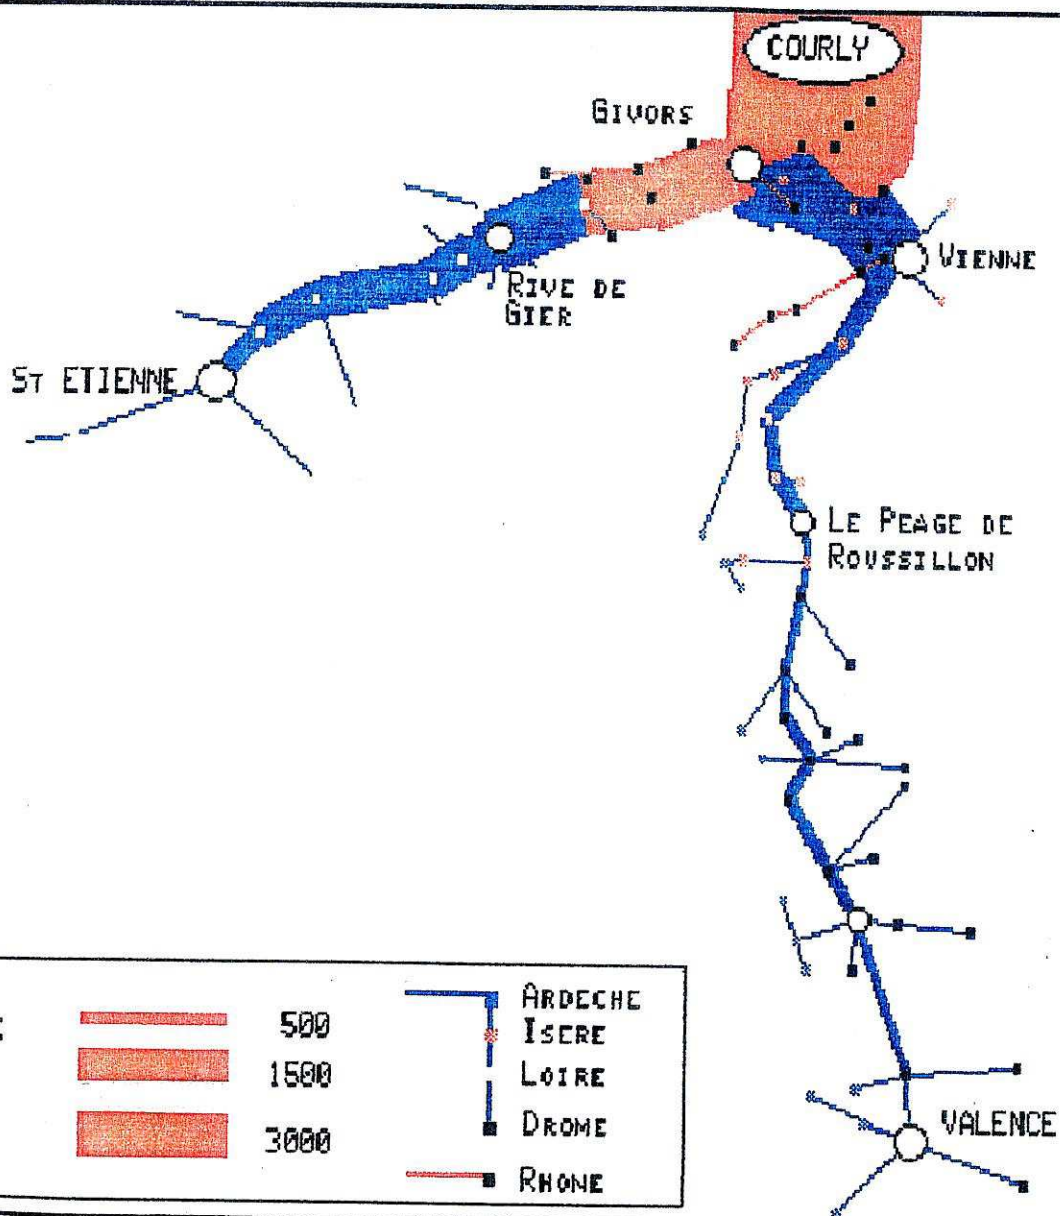 COURLY
GIVORS
VIENNE
RIVE DE
GIER
ST ETIENNE
LE PEAGE DE
ROUSSILLON
500
1500
3000
ARDECHE
ISERE
LOIRE
DROME
RHONE
VALENCE